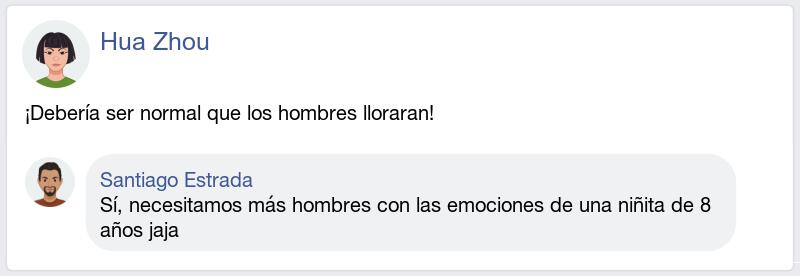 Hua Zhou
¡Debería ser normal que los hombres lloraran!
Santiago Estrada
Sí, necesitamos más hombres con las emociones de una niñita de 8
años jaja